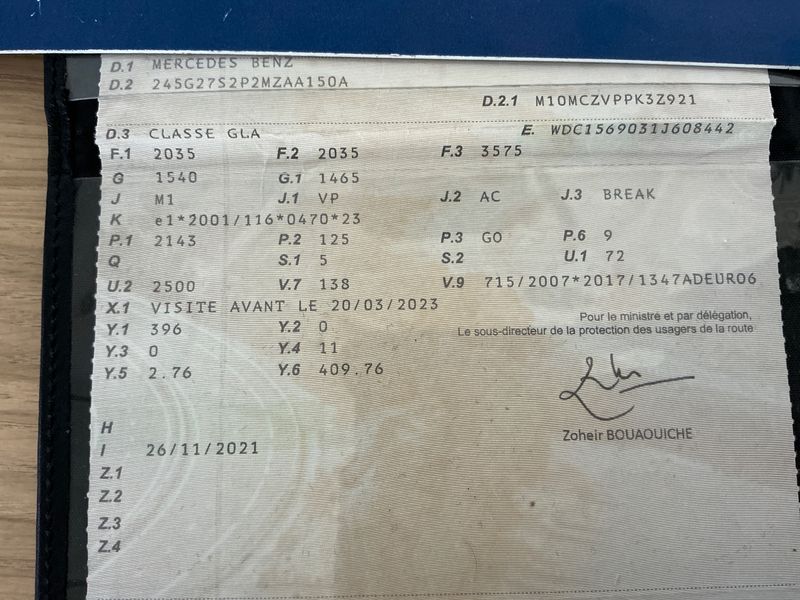 D.1 MERCEDES BENZ
D.2 245G27S2P2MZAA150A
D.2.1 M10MCZVPPK3Z921
D.3 CLASSE GLA E. WDC1569031J608442
F.1 2035 F.2 2035 F.3 3575
G 1540 G.1 1465
J M1 J.1 VP J.2 AC J.3 BREAK
K e1*2001/116*0470*23
P.1 2143 P.2 125 P.3 GO P.6 9
Q S.1 5 S.2 U.1 72
U.2 2500 V.7 138 V.9 715/2007*2017/1347ADEURO6
X.1 VISITE AVANT LE 20/03/2023
Y.1 396 Y.2 0
Y.3 0 Y.4 11
Y.5 2.76 Y.6 409.76
Pour le ministre et par délégation,
Le sous-directeur de la protection des usagers de la route
Zoheir BOUAOUICHE
H
I 26/11/2021
Z.1
Z.2
Z.3
Z.4